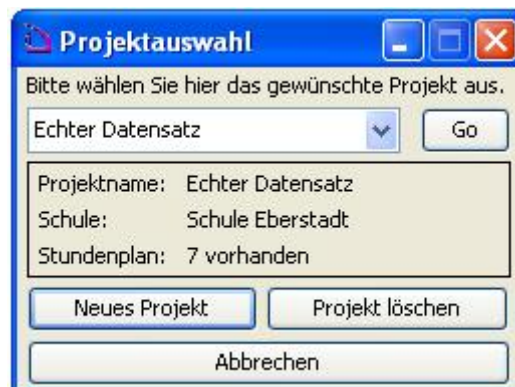 Projektauswahl
Bitte wählen Sie hier das gewünschte Projekt aus.
Echter Datensatz Go
Projektname: Echter Datensatz
Schule: Schule Eberstadt
Stundenplan: 7 vorhanden
Neues Projekt Projekt löschen
Abbrechen